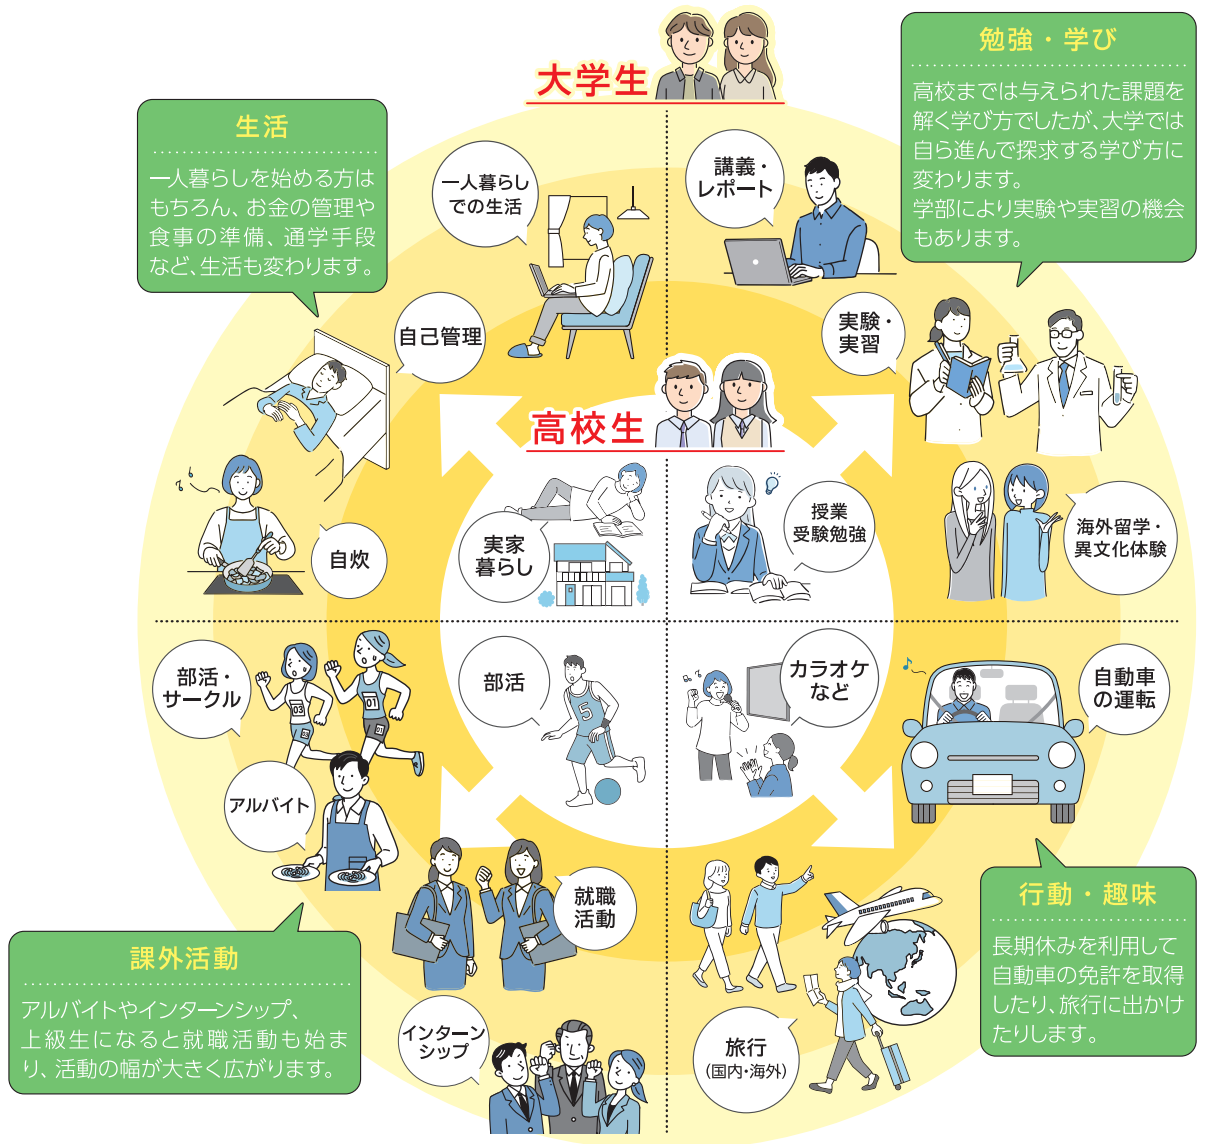 大学生
生活
一人暮らしを始める方は
もちろん、お金の管理や
食事の準備、通学手段
など、生活も変わります。
勉強・学び
高校までは与えられた課題を
解く学び方でしたが、大学では
自ら進んで探求する学び方に
変わります。
学部により実験や実習の機会
もあります。
一人暮らし
での生活
講義・
レポート
自己管理
実験・
実習
自炊
海外留学・
異文化体験
高校生
実家
暮らし
授業
受験勉強
部活
カラオケ
など
部活・
サークル
03
03
01
01
5
アルバイト
自動車
の運転
就職
活動
インターン
シップ
旅行
(国内・海外)
課外活動
アルバイトやインターンシップ、
上級生になると就職活動も始ま
り、活動の幅が大きく広がります。
行動・趣味
長期休みを利用して
自動車の免許を取得
したり、旅行に出かけ
たりします。